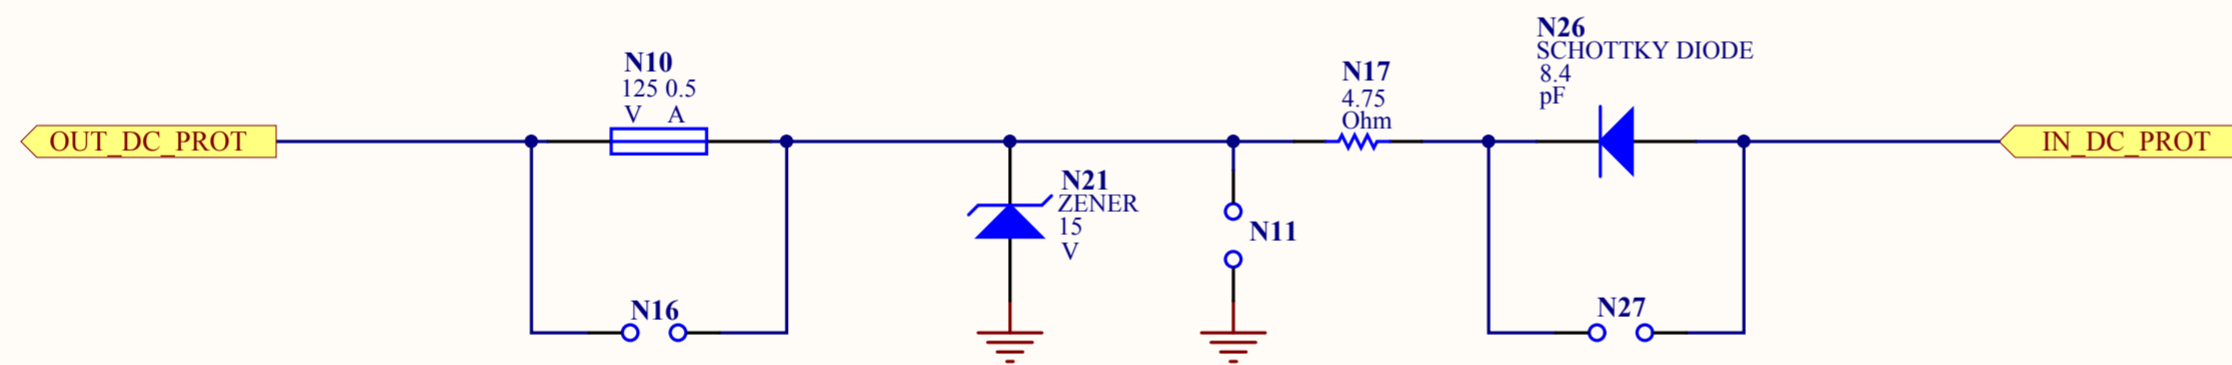 OUT_DC_PROT
N10
125 0.5
V A
N16
N21
ZENER
15
V
N11
N17
4.75
Ohm
N26
SCHOTTKY DIODE
8.4
pF
N27
IN_DC_PROT